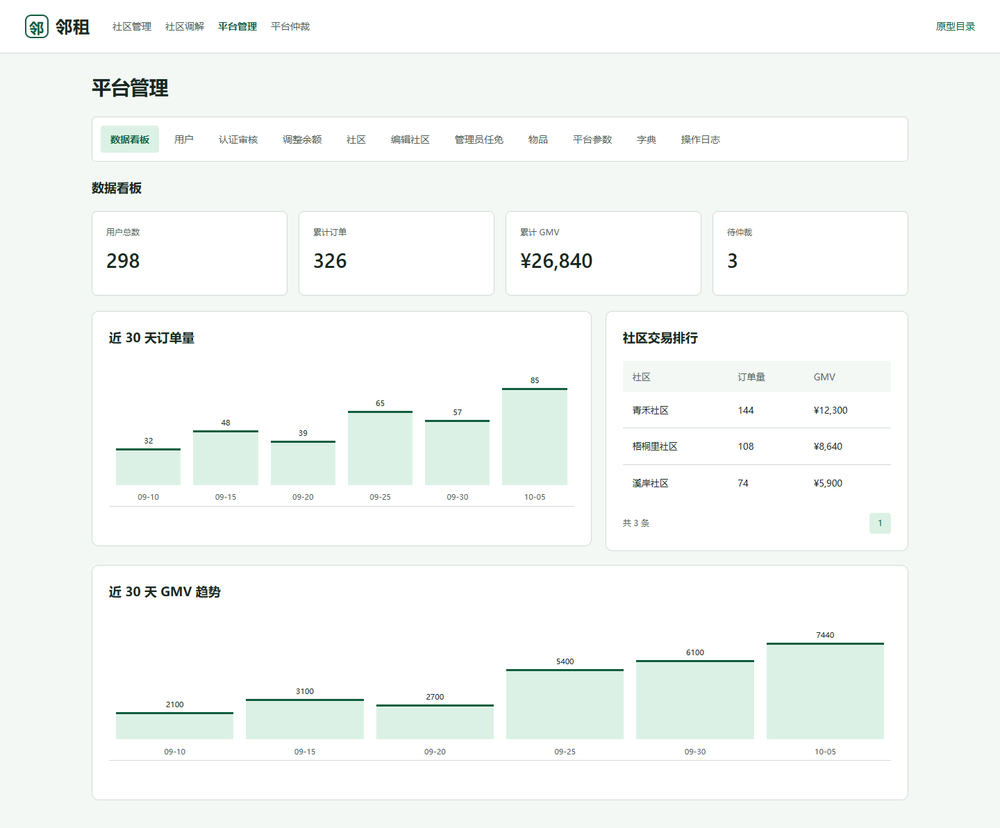 邻 邻租 社区管理 社区调解 平台管理 平台仲裁 原型目录
平台管理
数据看板 用户 认证审核 调整余额 社区 编辑社区 管理员任免 物品 平台参数 字典 操作日志
数据看板
用户总数 累计订单 累计 GMV 待仲裁
298 326 ¥26,840 3
近 30 天订单量
32 48 39 65 57 85
09-10 09-15 09-20 09-25 09-30 10-05
社区交易排行
社区 订单量 GMV
青禾社区 144 ¥12,300
梧桐里社区 108 ¥8,640
溪岸社区 74 ¥5,900
共 3 条 1
近 30 天 GMV 趋势
2100 3100 2700 5400 6100 7440
09-10 09-15 09-20 09-25 09-30 10-05